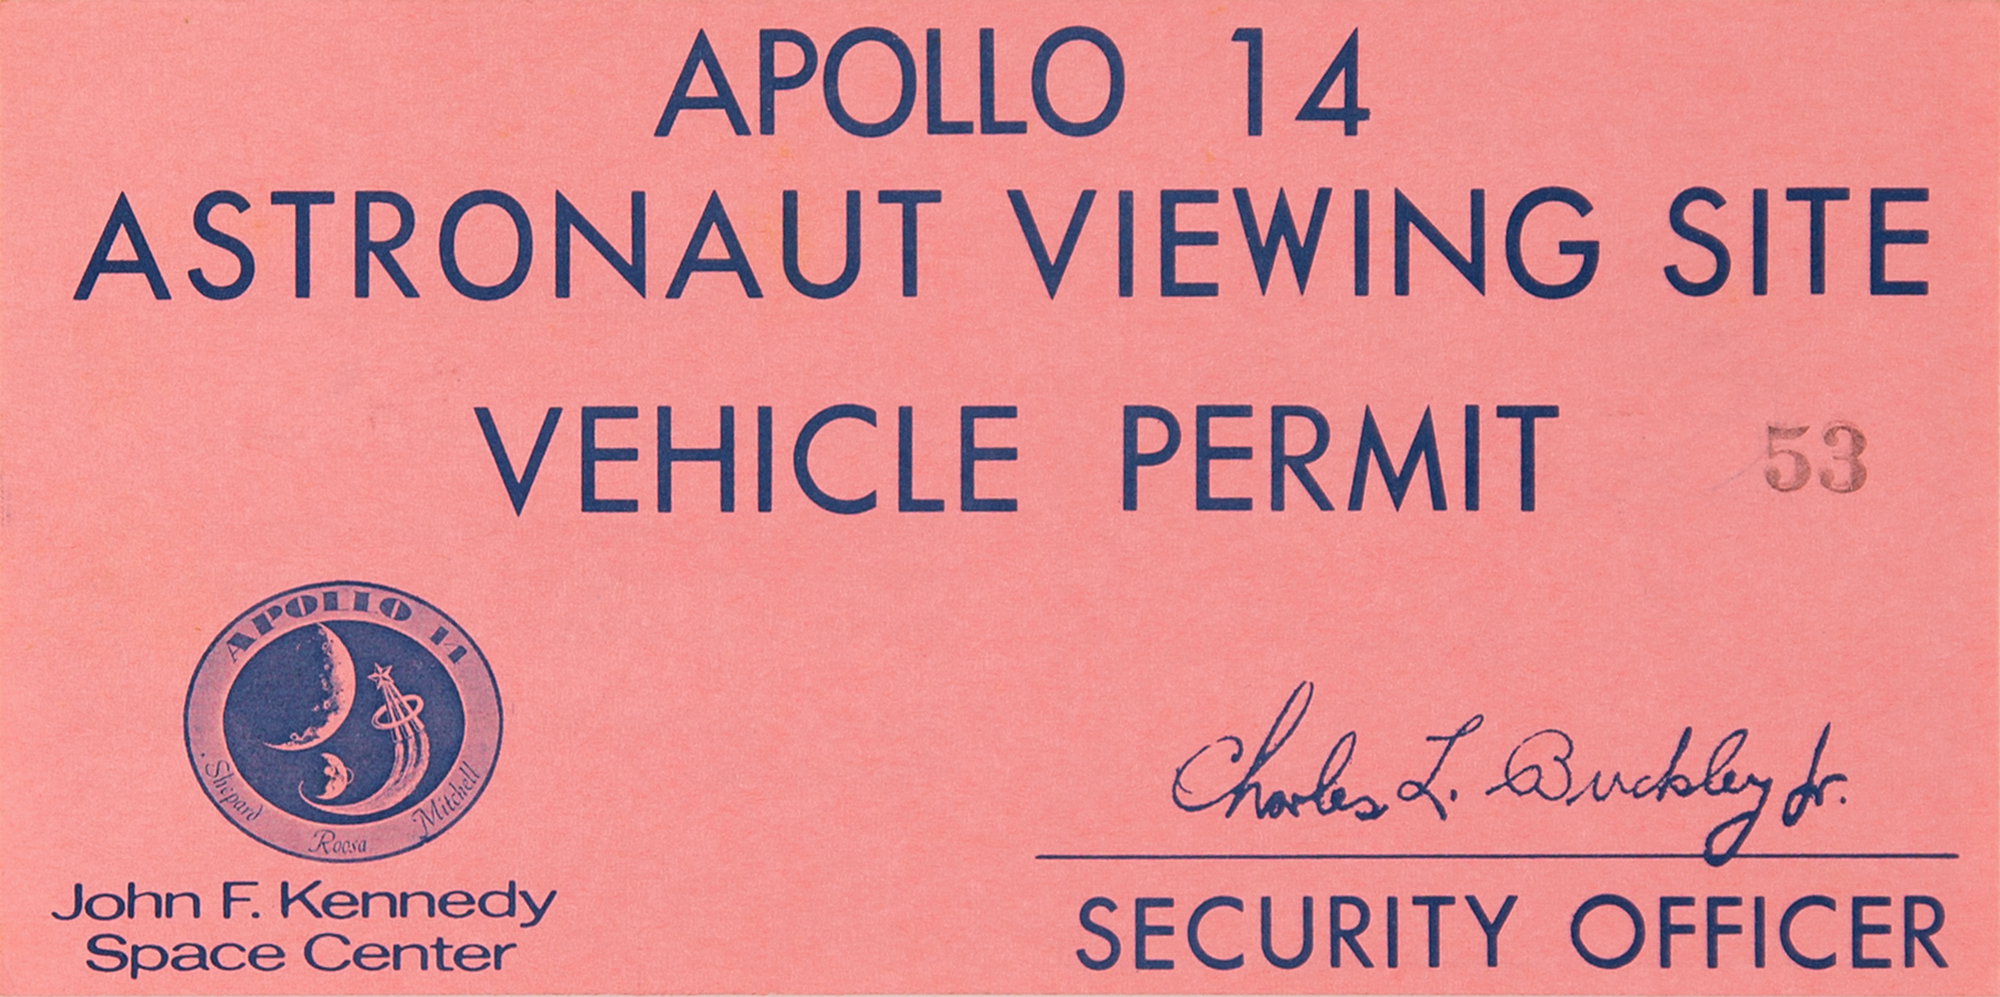 APOLLO 14
ASTRONAUT VIEWING SITE
VEHICLE PERMIT 53
APOLLO 14
Shepard Roosa Mitchell
Charles L. Buckley Jr.
John F. Kennedy
Space Center
SECURITY OFFICER